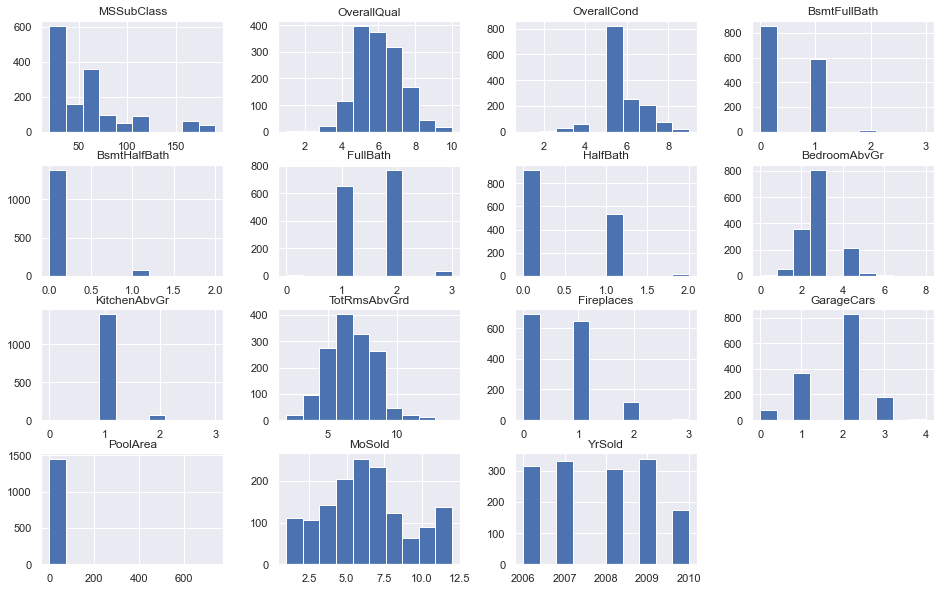 MSSubClass OverallQual OverallCond BsmtFullBath
600 400 800 800
400 300 600 600
200 200 400 400
0 100 200 200
0 0 0
50 100 150 2 4 6 8 10 2 4 6 8 0 1 2 3
BsmtHalfBath FullBath HalfBath BedroomAbvGr
1000 800 800 800
500 600 600 600
0 400 400 400
200 200 200
0 0 0
0.0 0.5 1.0 1.5 2.0 0 1 2 3 0.0 0.5 1.0 1.5 2.0 0 2 4 6 8
KitchenAbvGr TotRmsAbvGrd Fireplaces GarageCars
1000 400 600 800
500 300 400 600
0 200 200 400
100 0 200
0 0
0 1 2 3 5 10 0 1 2 3 0 1 2 3 4
PoolArea MoSold YrSold
1500 200 300
1000 100 200
500 0 100
0 0
0 200 400 600 2.5 5.0 7.5 10.0 12.5 2006 2007 2008 2009 2010